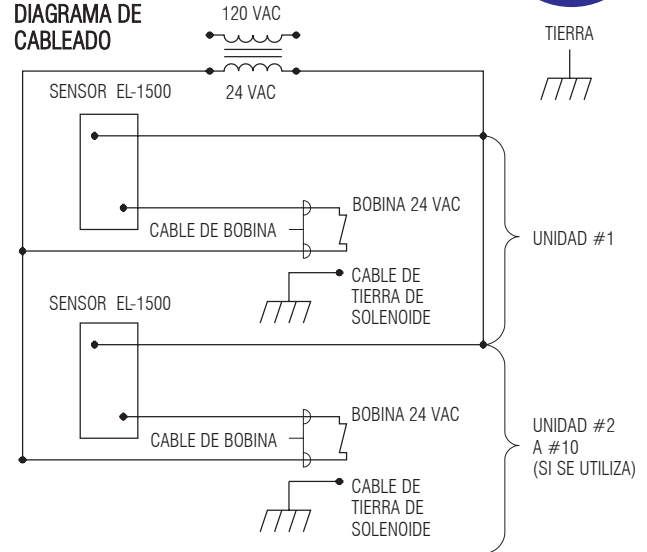 DIAGRAMA DE
CABLEADO
120 VAC
24 VAC
TIERRA
SENSOR EL-1500
BOBINA 24 VAC
CABLE DE BOBINA
UNIDAD #1
CABLE DE
TIERRA DE
SOLENOIDE
SENSOR EL-1500
BOBINA 24 VAC
CABLE DE BOBINA
UNIDAD #2
A #10
(SI SE UTILIZA)
CABLE DE
TIERRA DE
SOLENOIDE